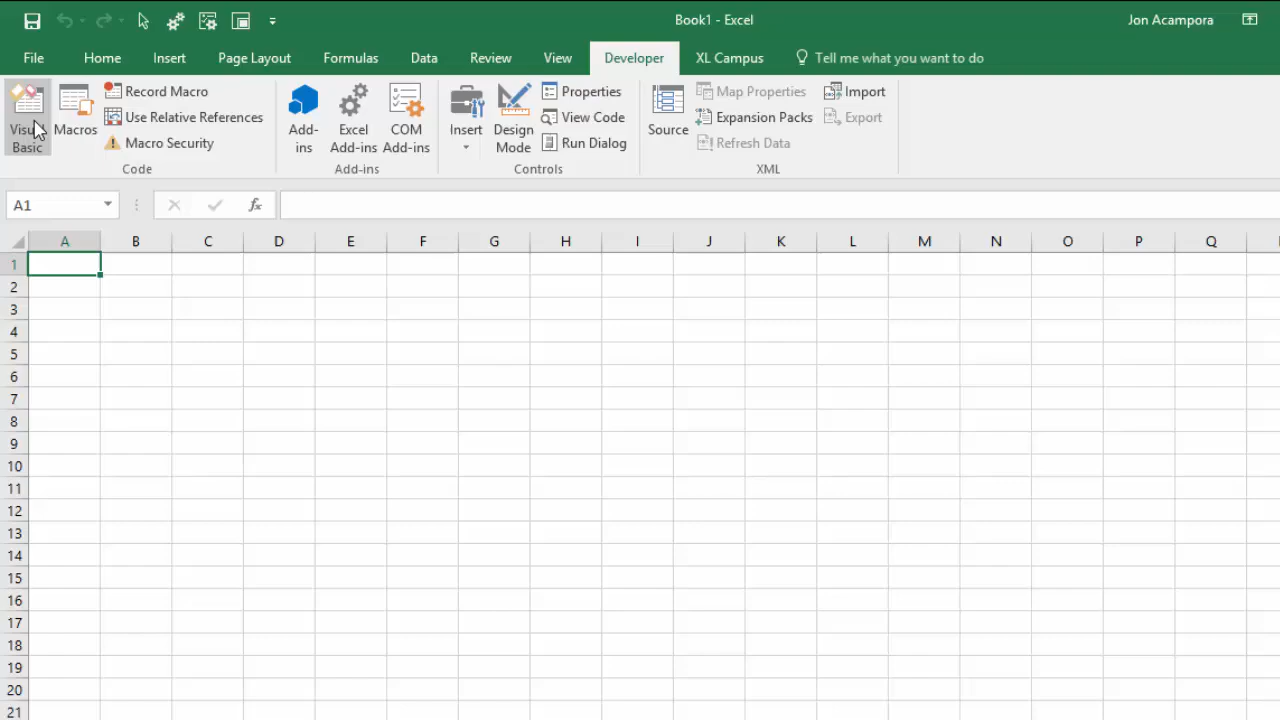 Book1 - Excel
Jon Acampora
File Home Insert Page Layout Formulas Data Review View Developer XL Campus Tell me what you want to do
Visual Basic
Macros
Record Macro
Use Relative References
Macro Security
Code
Add-ins
Excel Add-ins
COM Add-ins
Add-ins
Insert
Design Mode
Properties
View Code
Run Dialog
Controls
Source
Map Properties
Expansion Packs
Refresh Data
Import
Export
XML
A1
fx
A B C D E F G H I J K L M N O P Q
1
2
3
4
5
6
7
8
9
10
11
12
13
14
15
16
17
18
19
20
21